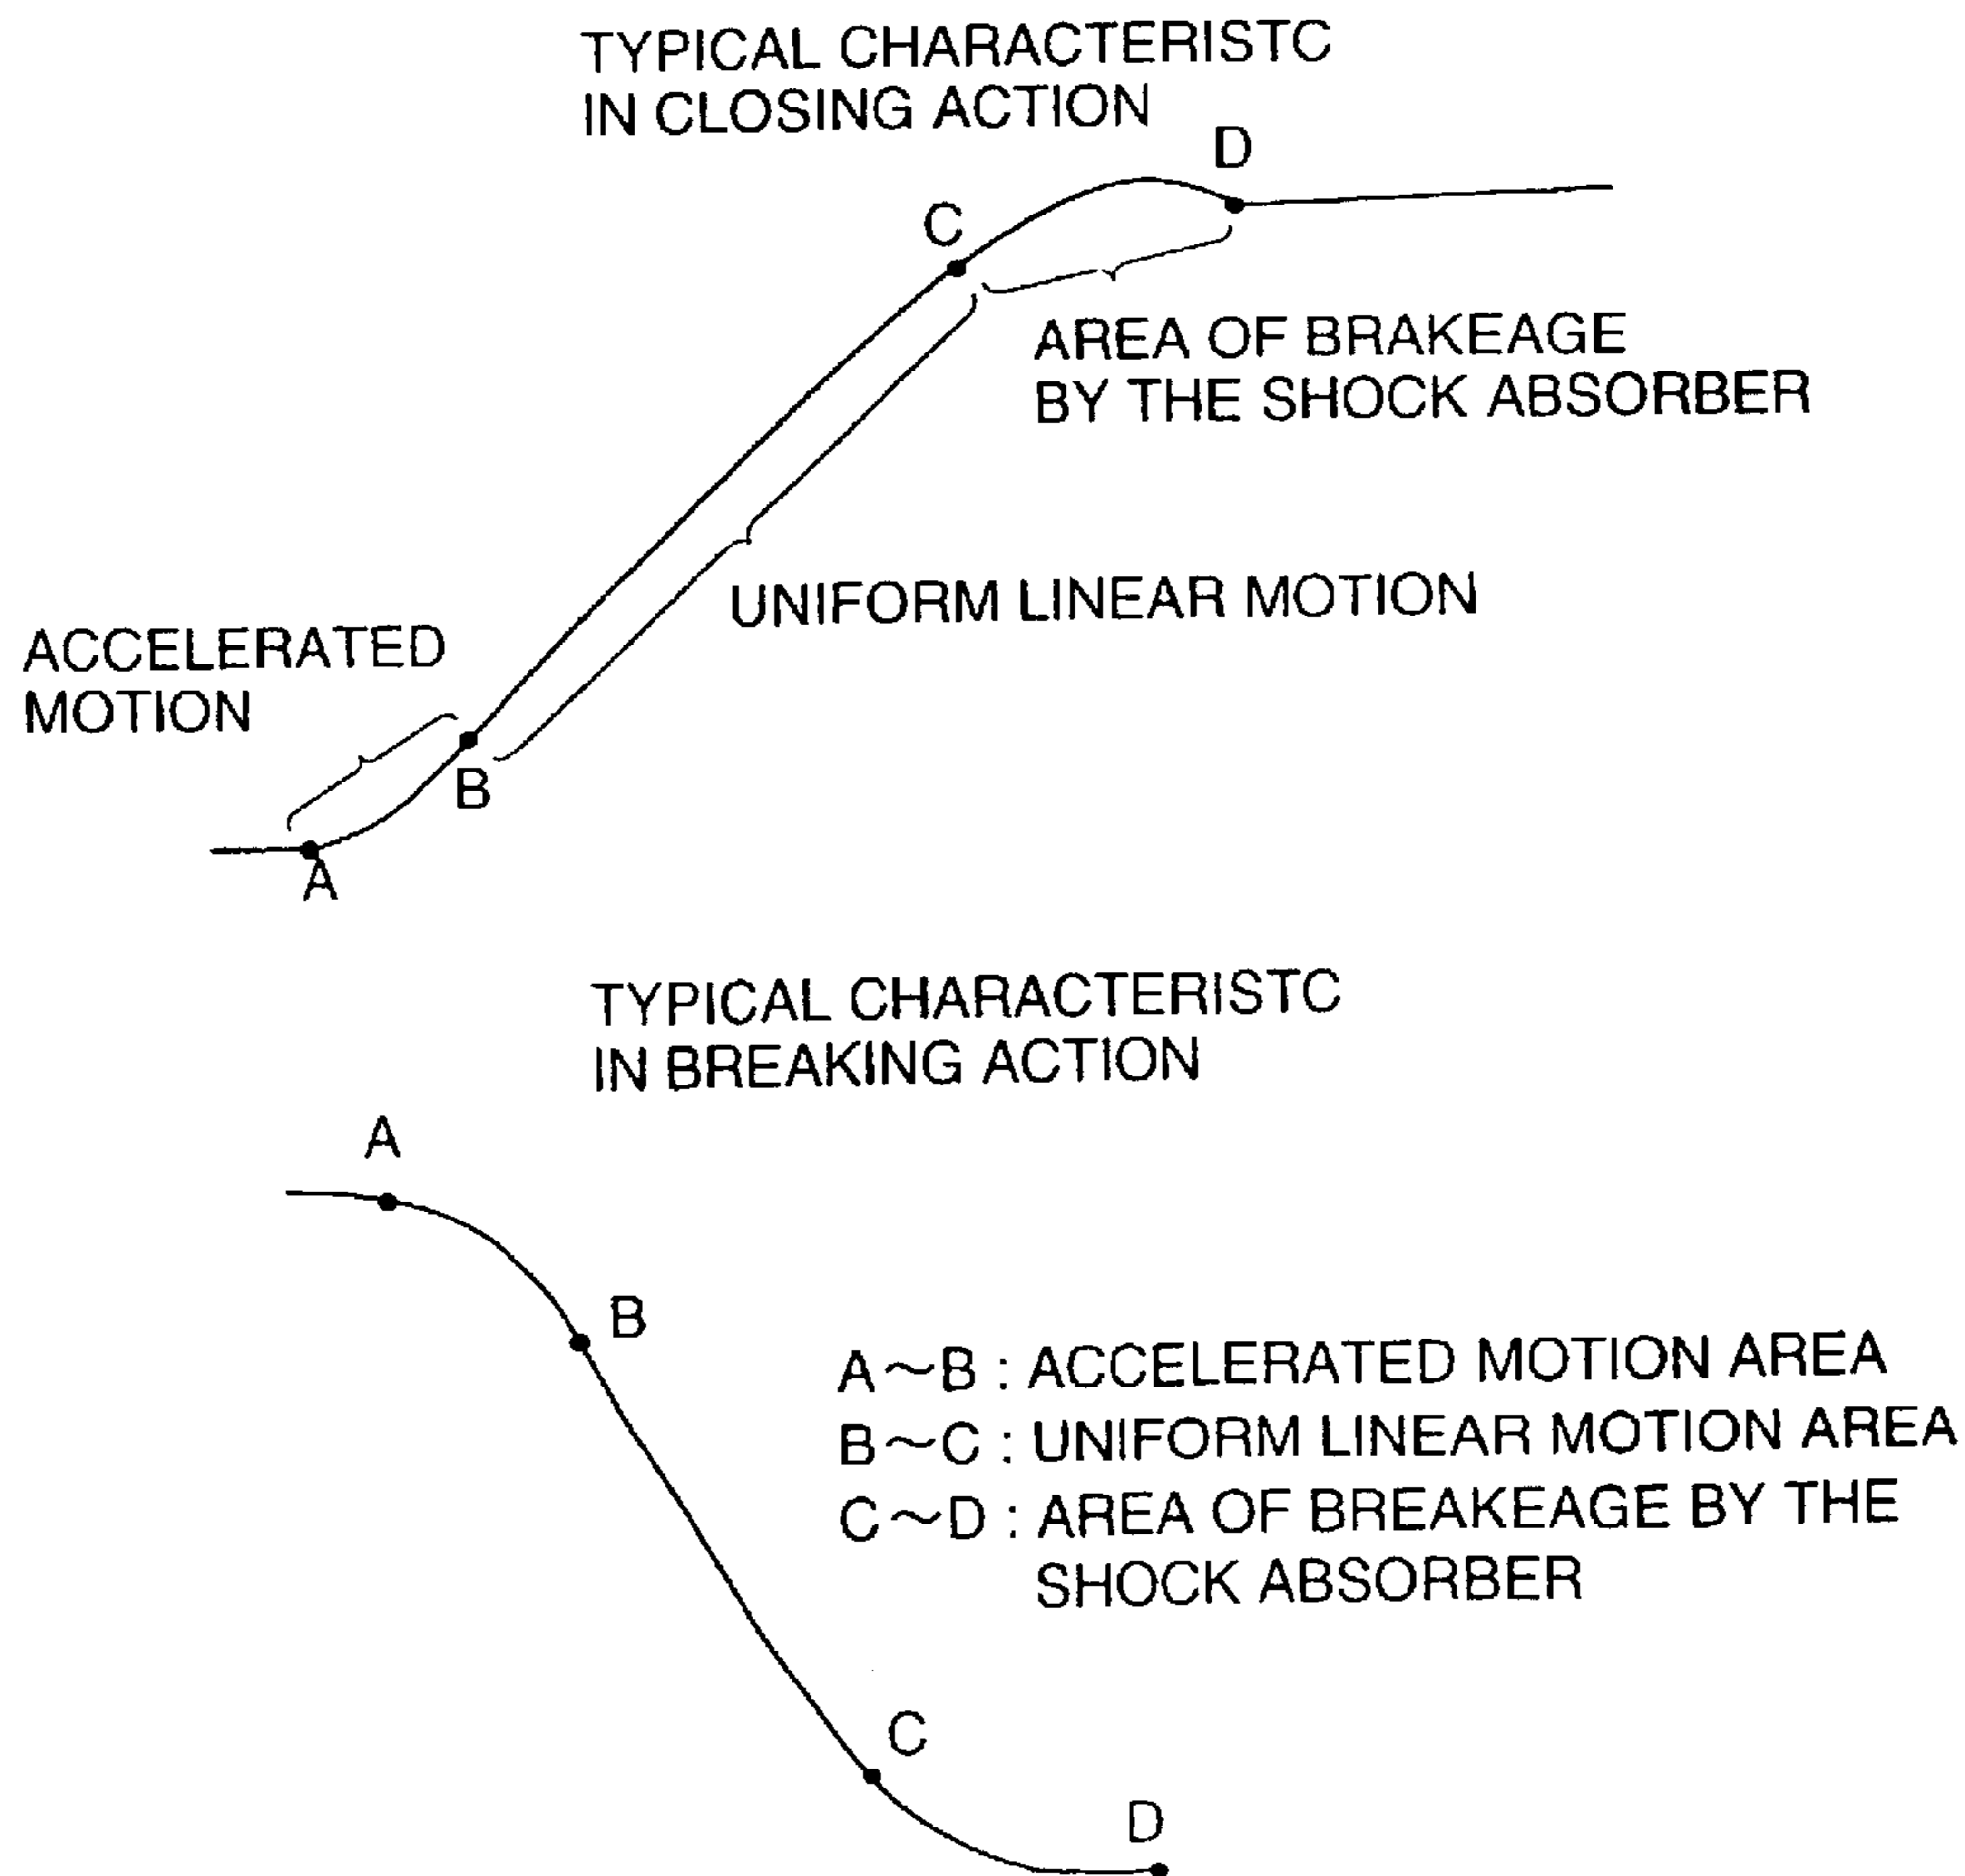 TYPICAL CHARACTERISTC
IN CLOSING ACTION
D
C
AREA OF BRAKEAGE
BY THE SHOCK ABSORBER
UNIFORM LINEAR MOTION
ACCELERATED
MOTION
B
A
TYPICAL CHARACTERISTC
IN BREAKING ACTION
A
B
A~B : ACCELERATED MOTION AREA
B~C : UNIFORM LINEAR MOTION AREA
C~D : AREA OF BREAKEAGE BY THE
SHOCK ABSORBER
C
D